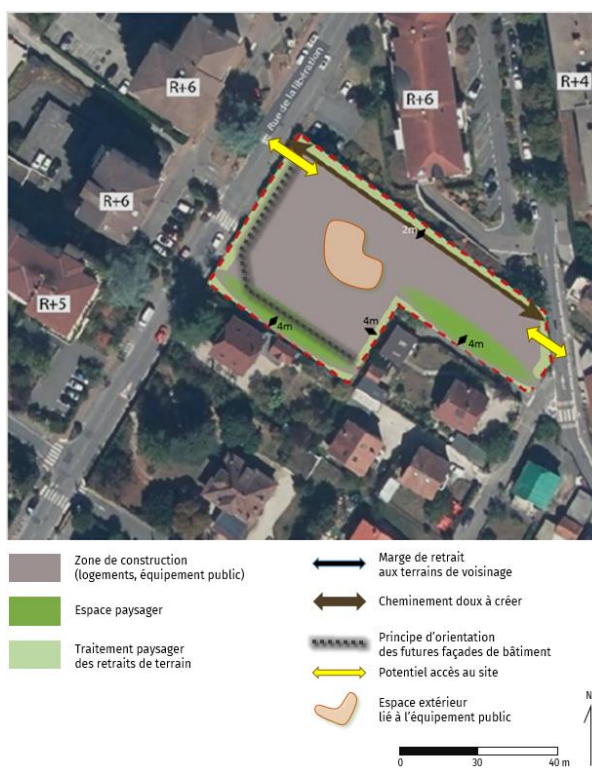 R+6
R+6
R+4
Rue de la libération
R+6
2m
R+5
4m
4m
4m
Zone de construction
(logements, équipement public)
Espace paysager
Traitement paysager
des retraits de terrain
Marge de retrait
aux terrains de voisinage
Cheminement doux à créer
Principe d'orientation
des futures façades de bâtiment
Potentiel accès au site
Espace extérieur
lié à l'équipement public
N
0 30 40 m